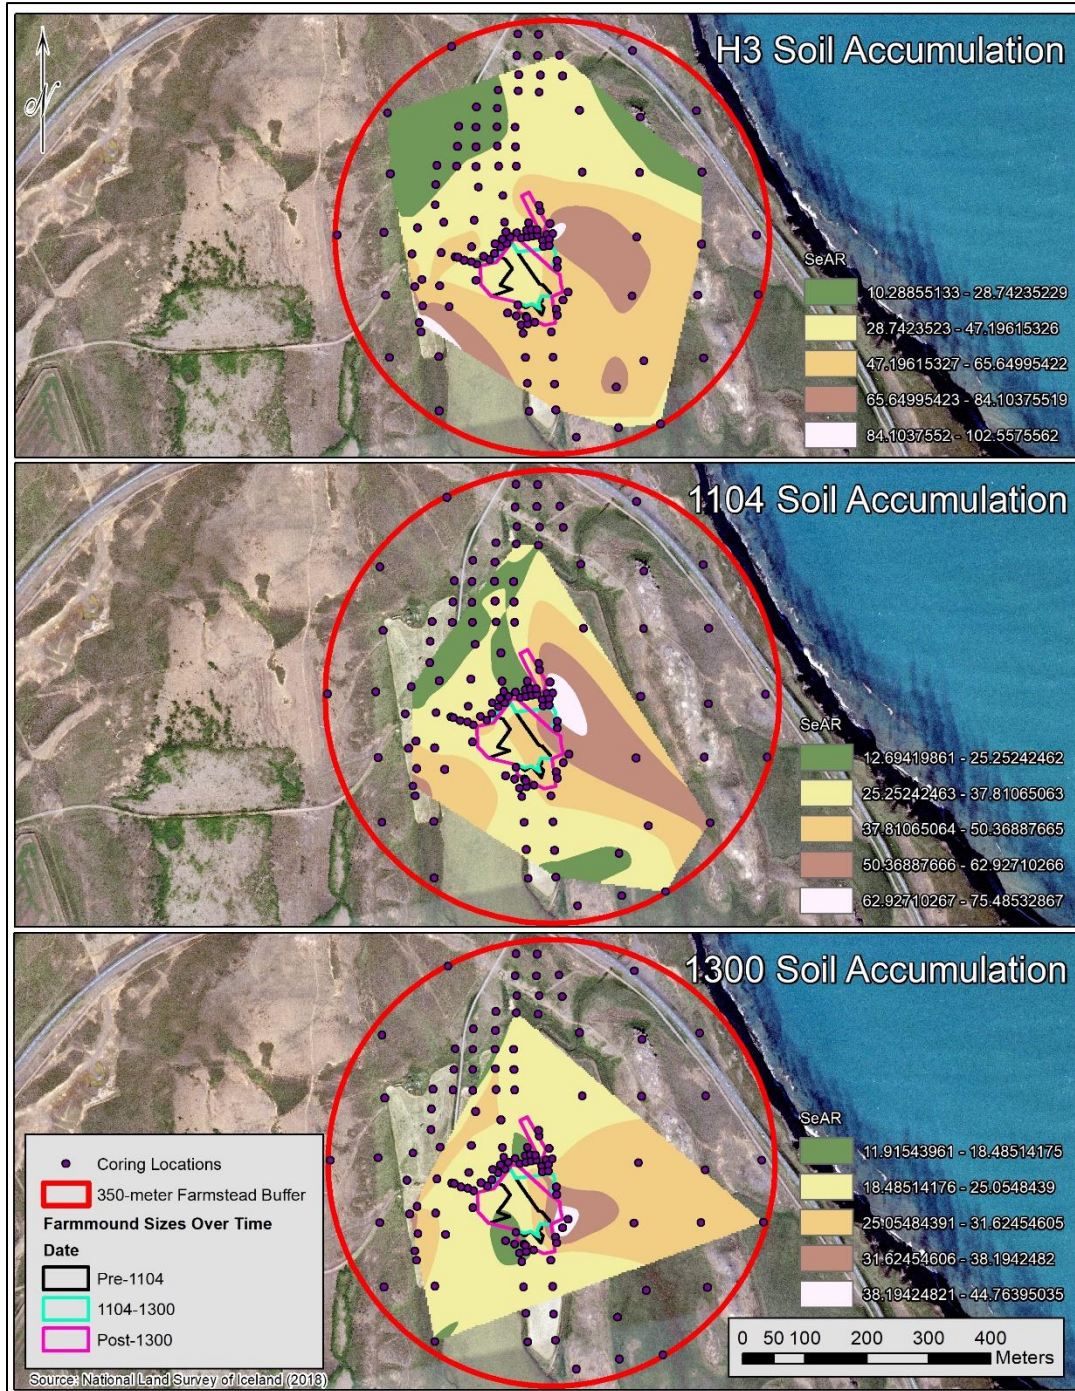 H3 Soil Accumulation
N
SeAR
10.28855133 - 28.74235229
28.7423523 - 47.19615326
47.19615327 - 65.64995422
65.64995423 - 84.10375519
84.1037552 - 102.5575562
1104 Soil Accumulation
SeAR
12.69419861 - 25.25242462
25.25242463 - 37.81065063
37.81065064 - 50.36887665
50.36887666 - 62.92710266
62.92710267 - 75.48532867
1300 Soil Accumulation
SeAR
11.91543961 - 18.48514175
18.48514176 - 25.0548439
25.05484391 - 31.62454605
31.62454606 - 38.1942482
38.19424821 - 44.76395035
Coring Locations
350-meter Farmstead Buffer
Farmmound Sizes Over Time
Date
Pre-1104
1104-1300
Post-1300
0 50 100 200 300 400
Meters
Source: National Land Survey of Iceland (2018)